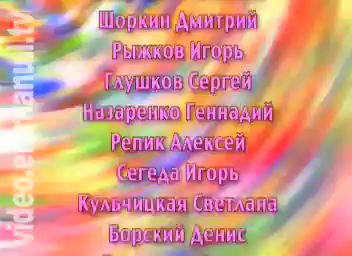 Шоркин Дмитрий
Рыжков Игорь
Глушков Сергей
Назаренко Геннадий
Репик Алексей
Сегеда Игорь
Кульчицкая Светлана
Борский Денис